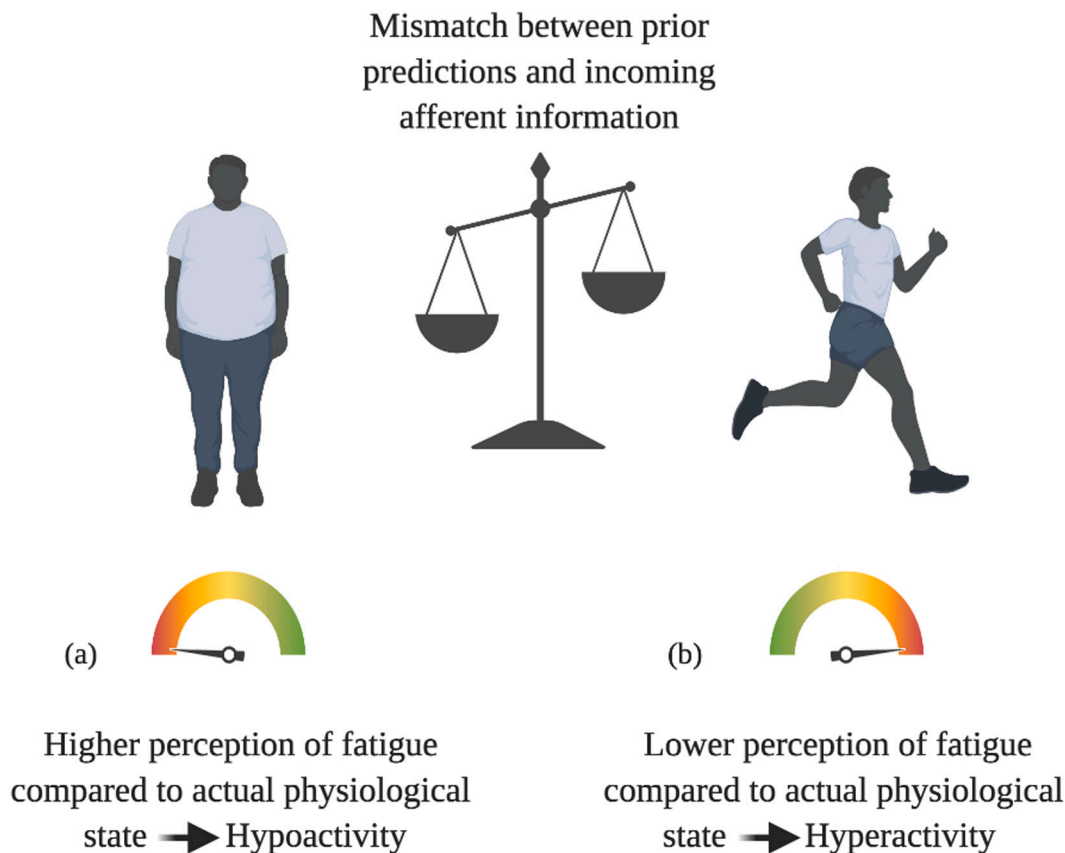 Mismatch between prior
predictions and incoming
afferent information
(a)
(b)
Higher perception of fatigue
compared to actual physiological
state Hypoactivity
Lower perception of fatigue
compared to actual physiological
state Hyperactivity